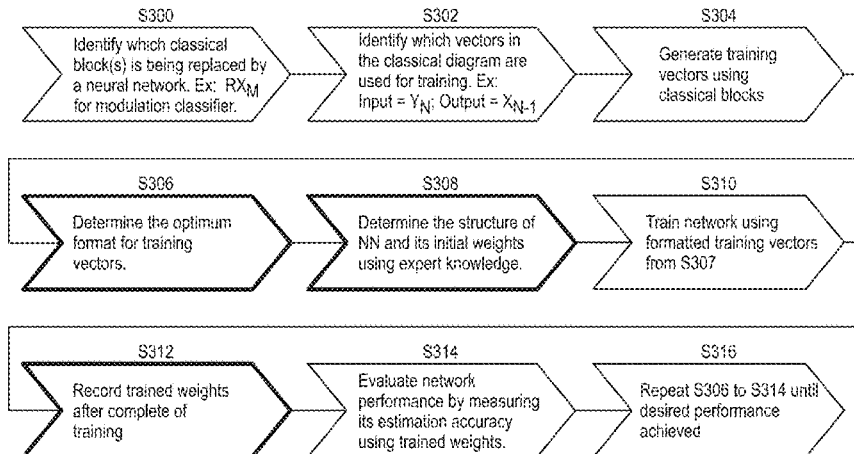 S300
Identify which classical
block(s) is being replaced by
a neural network. Ex: RXM
for modulation classifier.
S302
Identify which vectors in
the classical diagram are
used for training. Ex:
Input = YN; Output = XN-1
S304
Generate training
vectors using
classical blocks
S306
Determine the optimum
format for training
vectors.
S308
Determine the structure of
NN and its initial weights
using expert knowledge.
S310
Train network using
formatted training vectors
from S307
S312
Record trained weights
after complete of
training
S314
Evaluate network
performance by measuring
its estimation accuracy
using trained weights.
S316
Repeat S306 to S314 until
desired performance
achieved